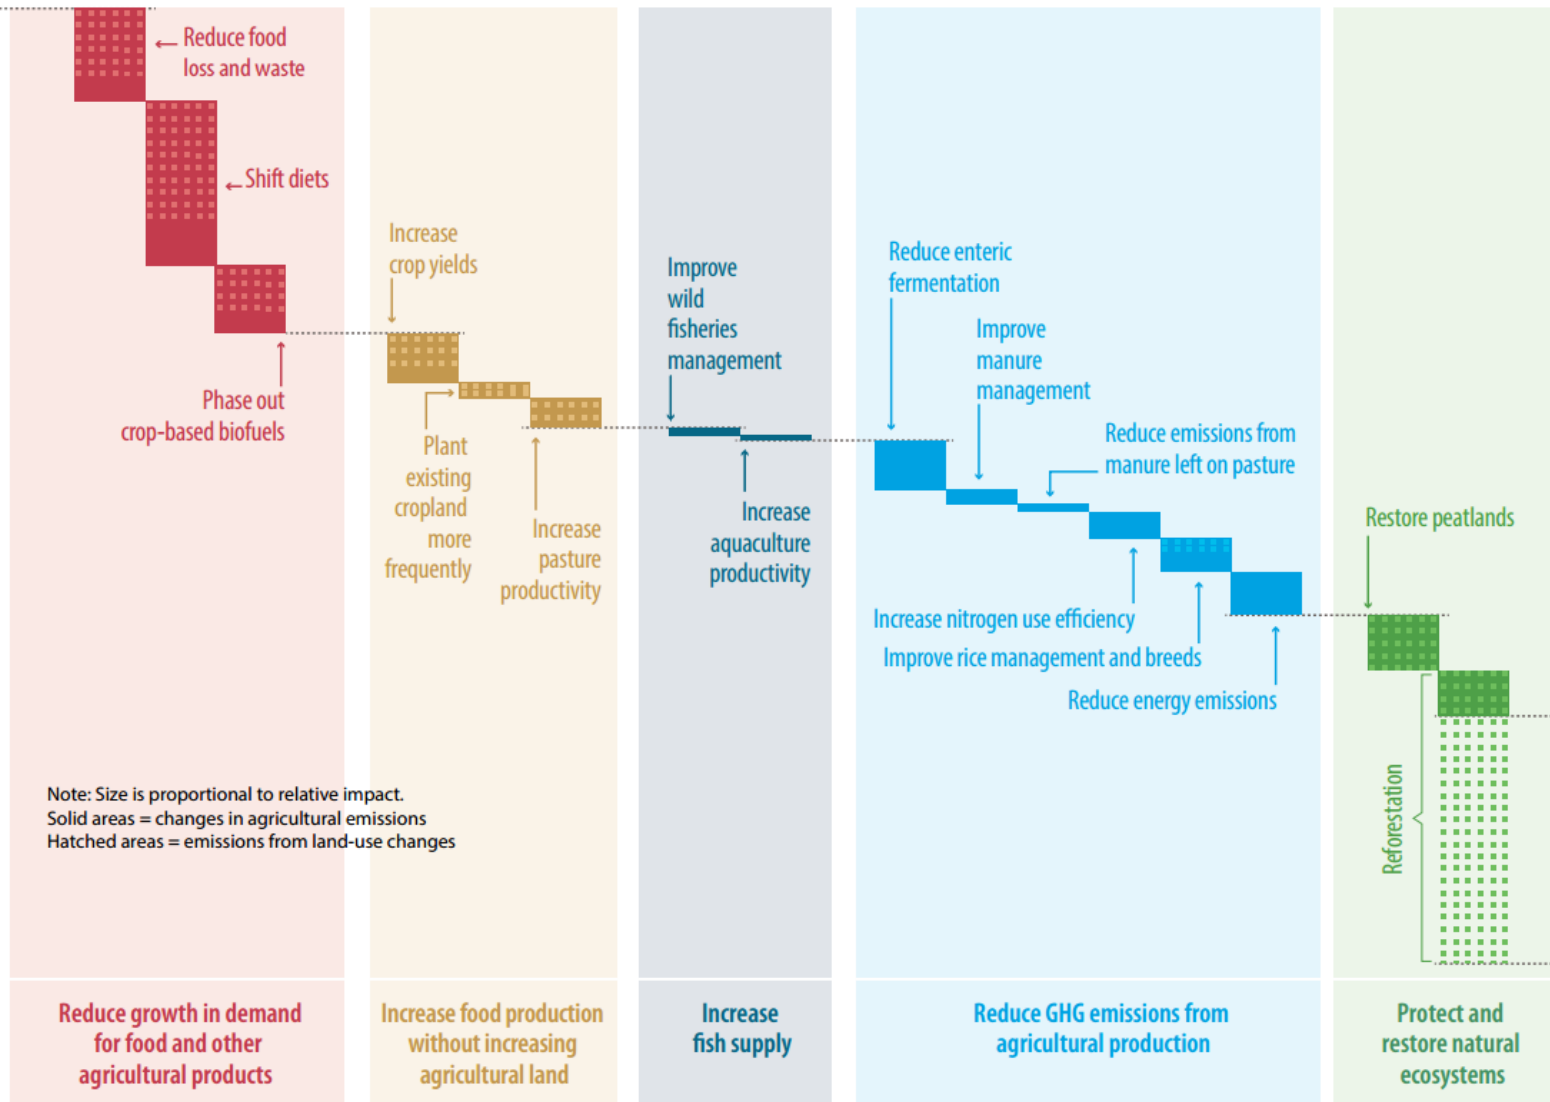 Reduce food
loss and waste
Shift diets
Phase out
crop-based biofuels
Increase
crop yields
Plant
existing
cropland
more
frequently
Increase
pasture
productivity
Improve
wild
fisheries
management
Increase
aquaculture
productivity
Reduce enteric
fermentation
Improve
manure
management
Reduce emissions from
manure left on pasture
Increase nitrogen use efficiency
Improve rice management and breeds
Reduce energy emissions
Restore peatlands
Reforestation
Note: Size is proportional to relative impact.
Solid areas = changes in agricultural emissions
Hatched areas = emissions from land-use changes
Reduce growth in demand
for food and other
agricultural products
Increase food production
without increasing
agricultural land
Increase
fish supply
Reduce GHG emissions from
agricultural production
Protect and
restore natural
ecosystems